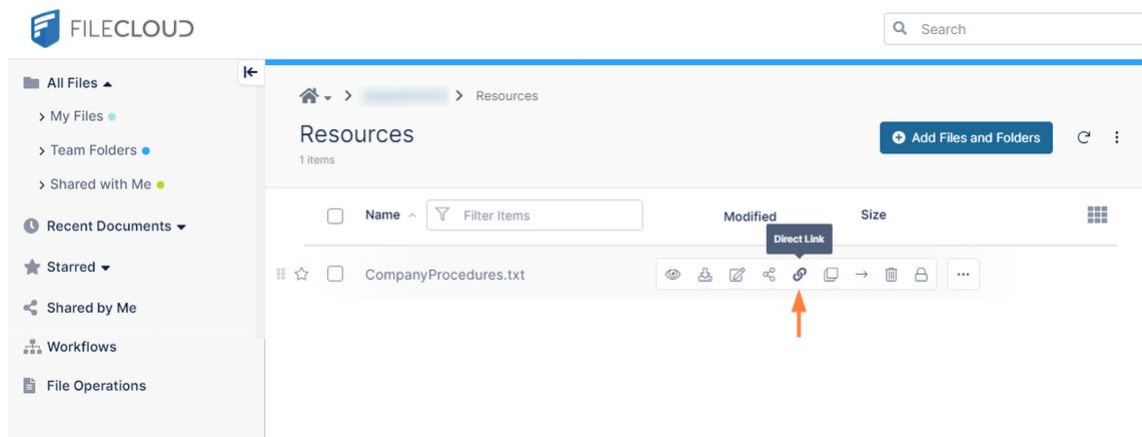 FILECLOUD
Search
All Files
My Files
Team Folders
Shared with Me
Recent Documents
Starred
Shared by Me
Workflows
File Operations
Resources
Resources
1 items
Add Files and Folders
Name Filter Items Modified Size
Direct Link
CompanyProcedures.txt